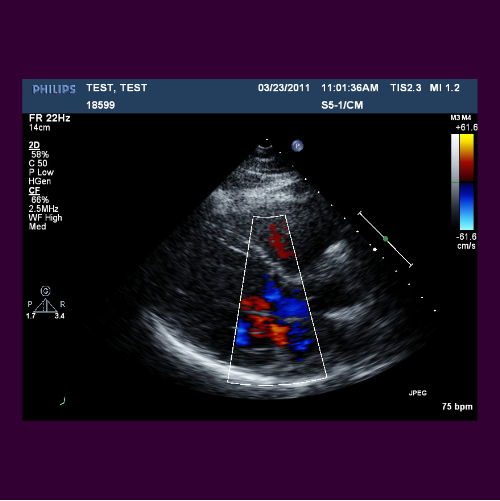 PHILIPS TEST, TEST 03/23/2011 11:01:36AM TIS2.3 MI 1.2
18599 S5-1/CM
FR 22Hz
14cm
2D
58%
C 50
P Low
HGen
CF
66%
2.5MHz
WF High
Med
M3 M4
+61.6
-61.6
cm/s
P
G
P R
1.7 3.4
JPEG
75 bpm